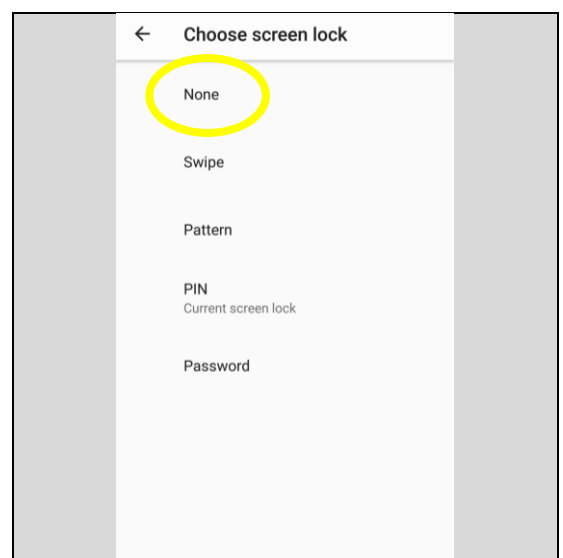 Choose screen lock
None
Swipe
Pattern
PIN
Current screen lock
Password